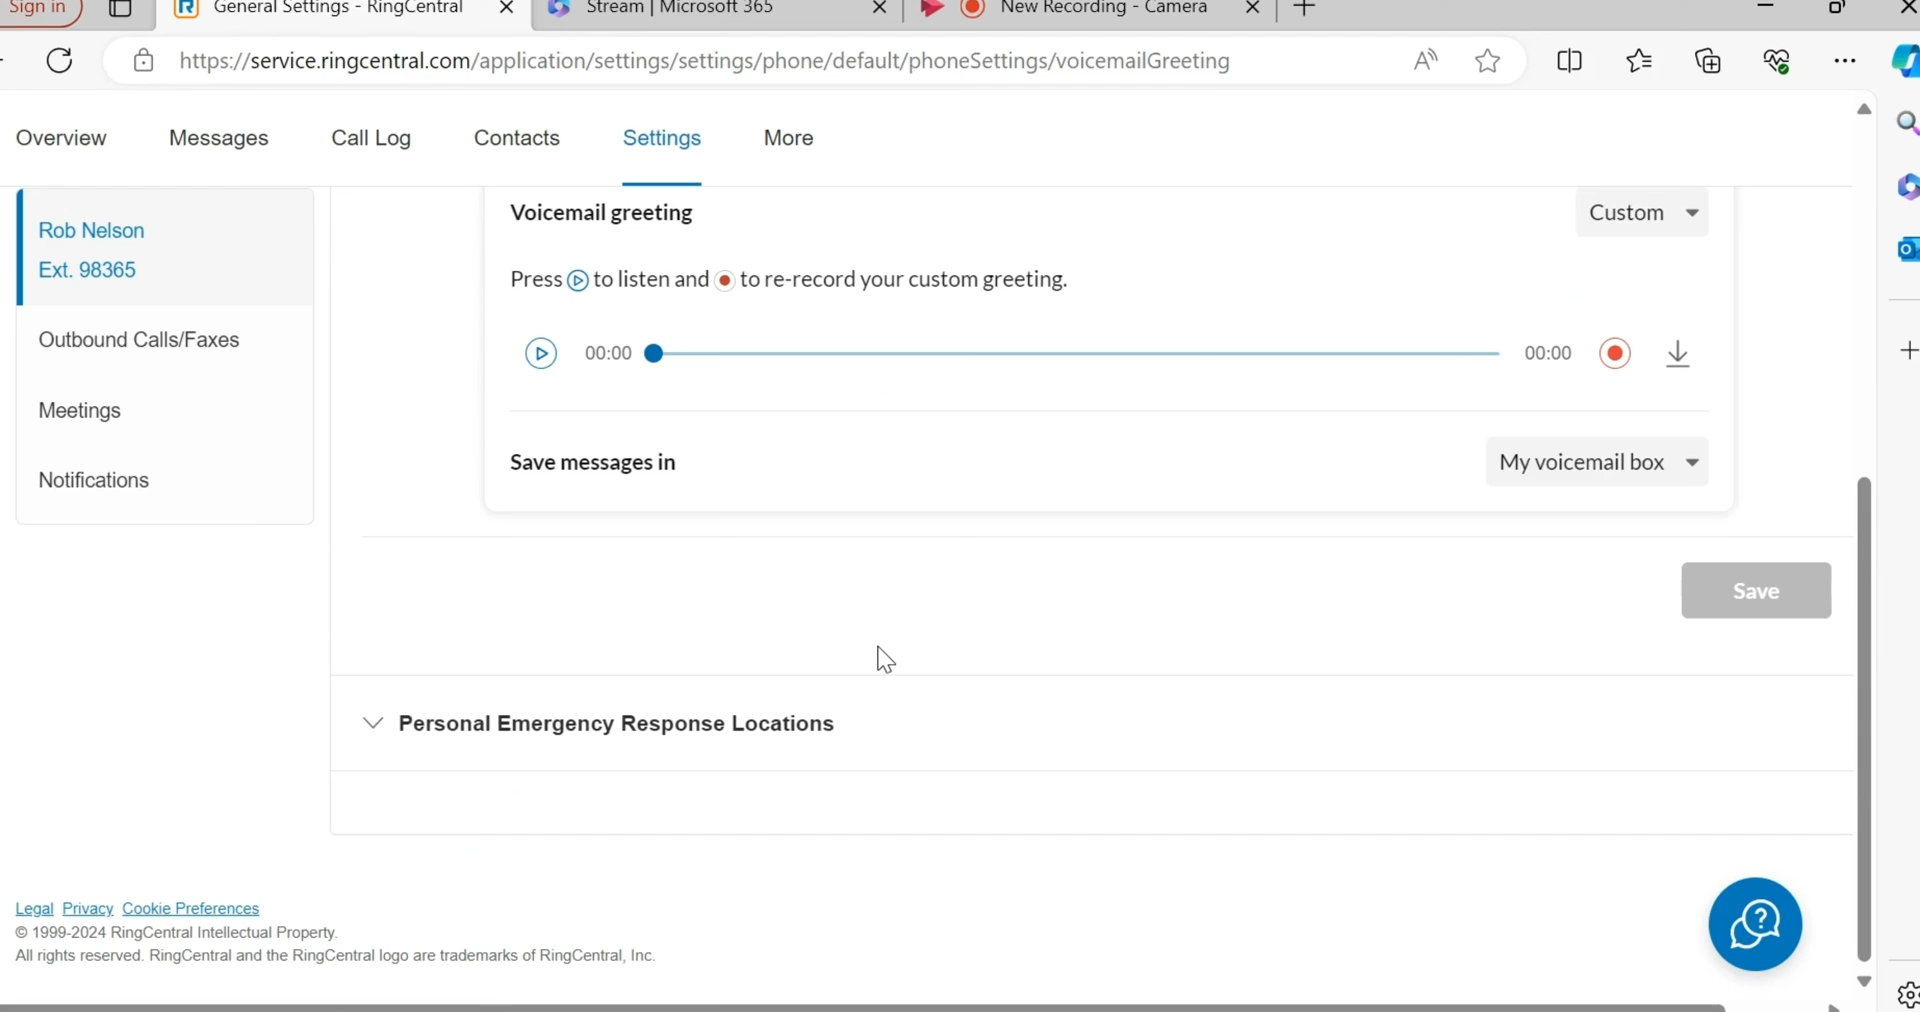 Sign in
General Settings - RingCentral
Stream | Microsoft 365
New Recording - Camera
https://service.ringcentral.com/application/settings/settings/phone/default/phoneSettings/voicemailGreeting
Overview Messages Call Log Contacts Settings More
Rob Nelson
Ext. 98365
Outbound Calls/Faxes
Meetings
Notifications
Voicemail greeting
Custom
Press to listen and to re-record your custom greeting.
00:00 00:00
Save messages in
My voicemail box
Save
Personal Emergency Response Locations
Legal Privacy Cookie Preferences
© 1999-2024 RingCentral Intellectual Property.
All rights reserved. RingCentral and the RingCentral logo are trademarks of RingCentral, Inc.